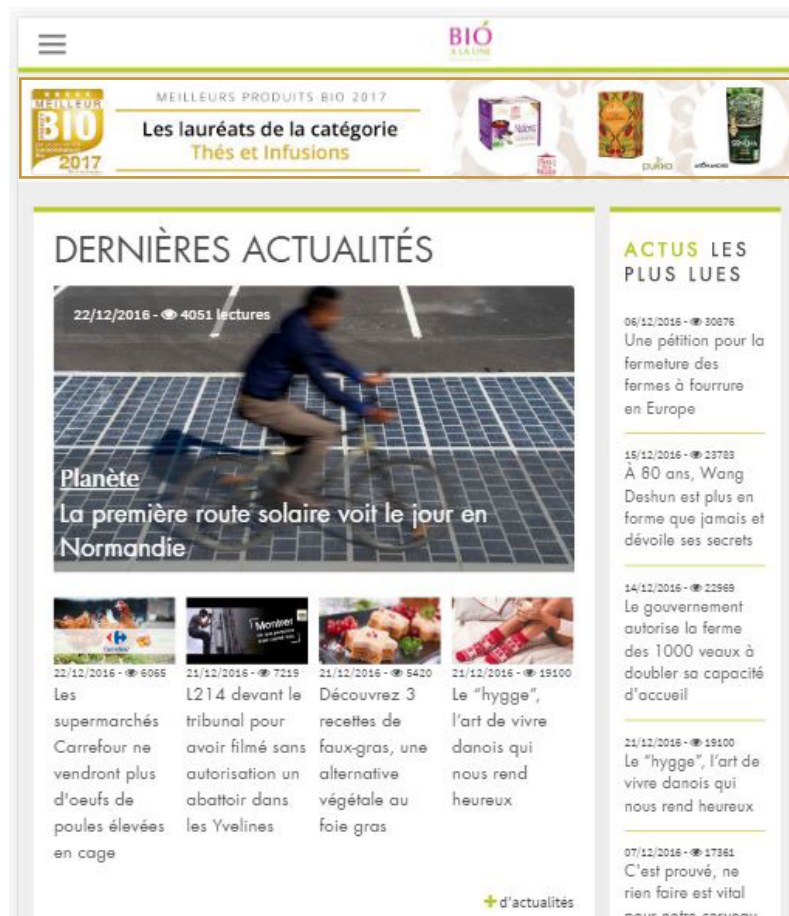 BIO
À LA UNE
MEILLEUR
BIO
2017
MEILLEURS PRODUITS BIO 2017
Les lauréats de la catégorie
Thés et Infusions
pukka
SENCHA
DERNIÈRES ACTUALITÉS
22/12/2016 - 4051 lectures
Planète
La première route solaire voit le jour en
Normandie
Carrefour
22/12/2016 - 6065
Les
supermarchés
Carrefour ne
vendront plus
d'oeufs de
poules élevées
en cage
Montrer
21/12/2016 - 7219
L214 devant le
tribunal pour
avoir filmé sans
autorisation un
abattoir dans
les Yvelines
21/12/2016 - 5420
Découvrez 3
recettes de
faux-gras, une
alternative
végétale au
foie gras
21/12/2016 - 19100
Le "hygge",
l'art de vivre
danois qui
nous rend
heureux
+ d'actualités
ACTUS LES
PLUS LUES
06/12/2016 - 30876
Une pétition pour la
fermeture des
fermes à fourrure
en Europe
15/12/2016 - 23783
À 80 ans, Wang
Deshun est plus en
forme que jamais et
dévoile ses secrets
14/12/2016 - 22969
Le gouvernement
autorise la ferme
des 1000 veaux à
doubler sa capacité
d'accueil
21/12/2016 - 19100
Le "hygge", l'art de
vivre danois qui
nous rend heureux
07/12/2016 - 17361
C'est prouvé, ne
rien faire est vital
pour notre cerveau